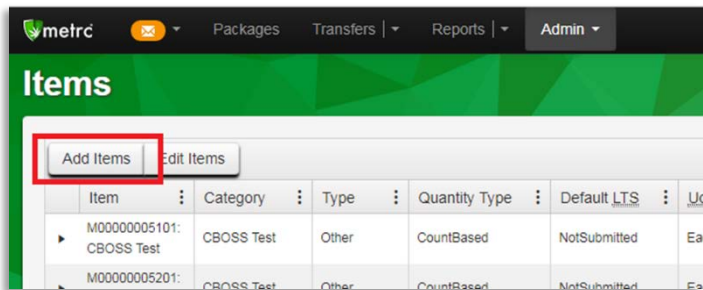 metrc Packages Transfers Reports Admin
Items
Add Items Edit Items
Item Category Type Quantity Type Default LTS
M00000005101:
CBOSS Test CBOSS Test Other CountBased NotSubmitted
M00000005201:
CBOSS Test Other CountBased NotSubmitted